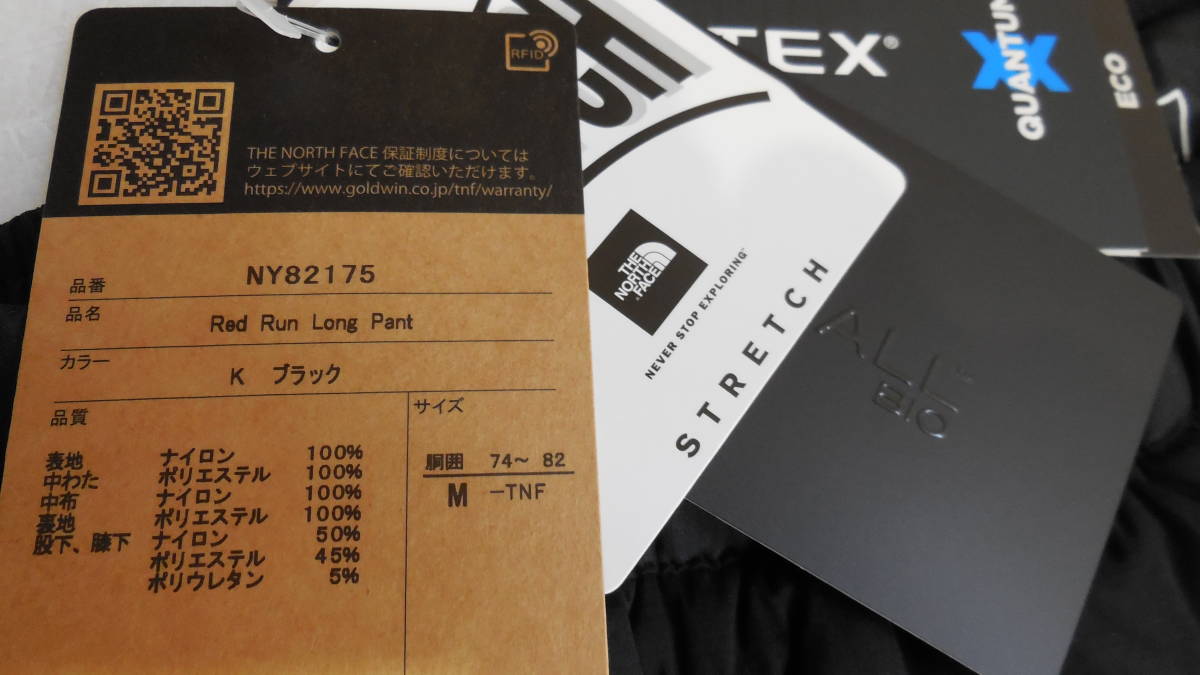 RFID
THE NORTH FACE 保証制度については
ウェブサイトにてご確認いただけます。
https://www.goldwin.co.jp/tnf/warranty/
品番 NY82175
品名 Red Run Long Pant
カラー K ブラック
品質
表地 ナイロン 100%
中わた ポリエステル 100%
中布 ナイロン 100%
裏地 ポリエステル 100%
股下、膝下 ナイロン 50%
ポリエステル 45%
ポリウレタン 5%
サイズ
胴囲 74～ 82
M -TNF
THE
NORTH
FACE
NEVER STOP EXPLORING
STRETCH
TEX®
QUANTUM
ECO
BIO